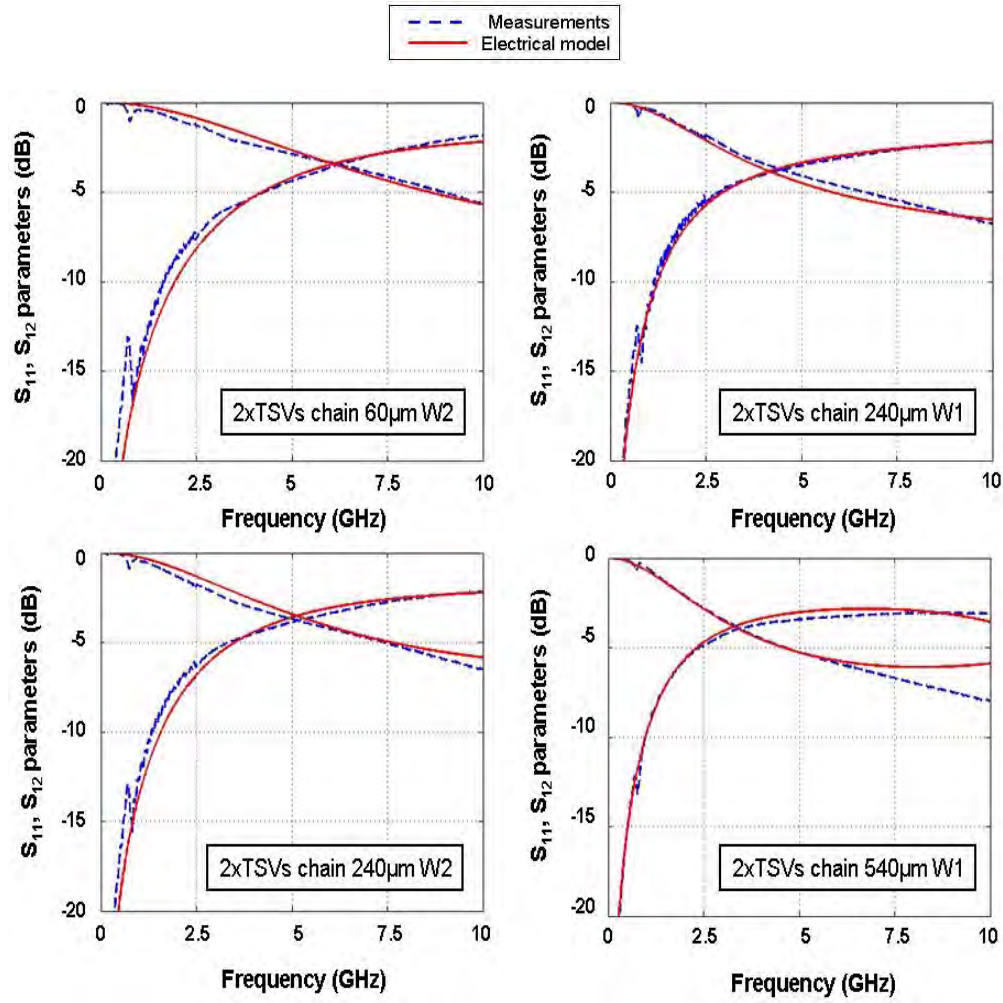 Measurements
Electrical model
S11, S12 parameters (dB)
0
-5
-10
-15
-20
2xTSVs chain 60µm W2
0
2.5
5
7.5
10
Frequency (GHz)
S11, S12 parameters (dB)
0
-5
-10
-15
-20
2xTSVs chain 240µm W1
0
2.5
5
7.5
10
Frequency (GHz)
S11, S12 parameters (dB)
0
-5
-10
-15
-20
2xTSVs chain 240µm W2
0
2.5
5
7.5
10
Frequency (GHz)
S11, S12 parameters (dB)
0
-5
-10
-15
-20
2xTSVs chain 540µm W1
0
2.5
5
7.5
10
Frequency (GHz)